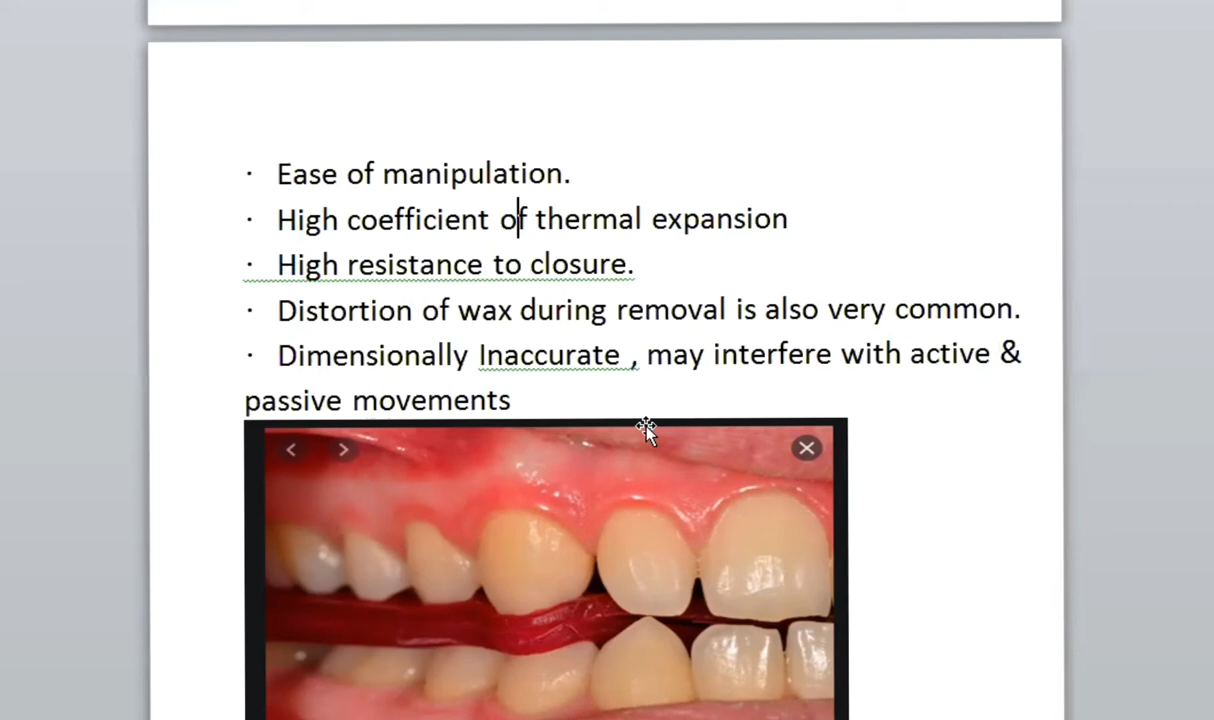 · Ease of manipulation.
· High coefficient of thermal expansion
· High resistance to closure.
· Distortion of wax during removal is also very common.
· Dimensionally Inaccurate , may interfere with active &
passive movements